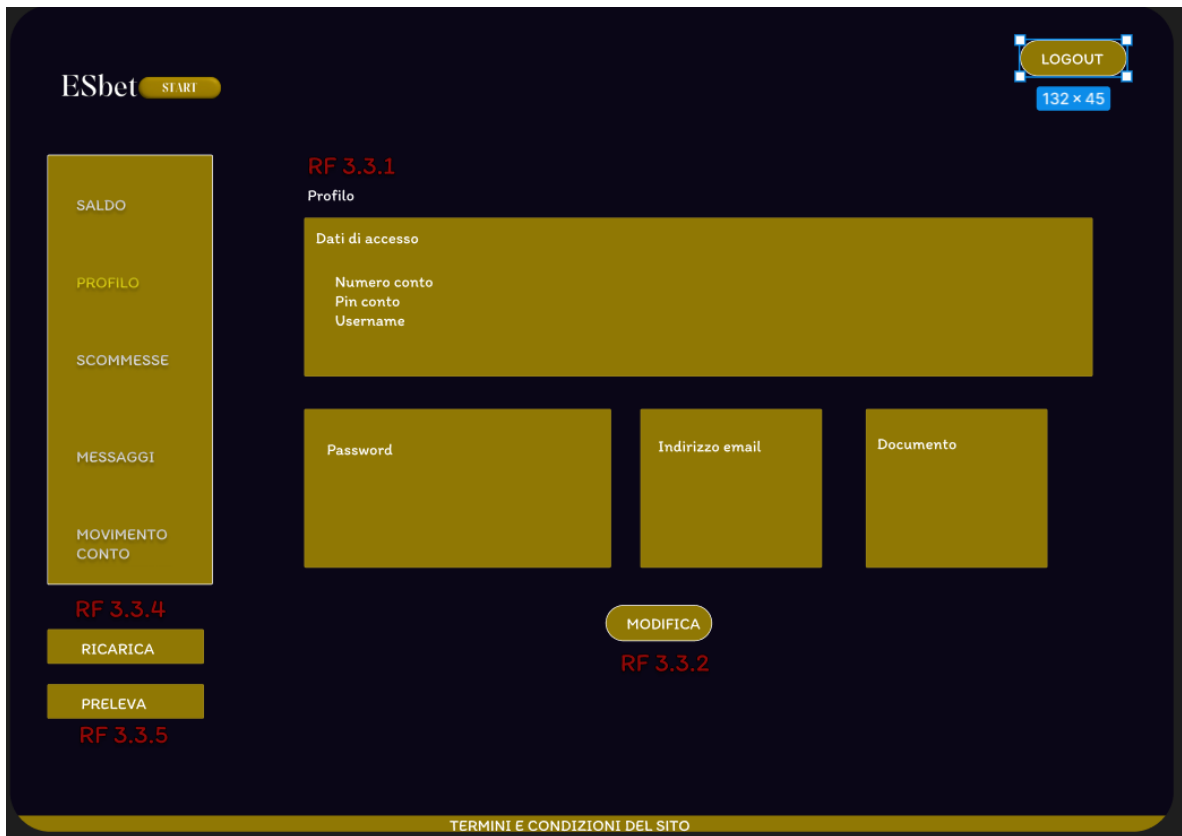 LOGOUT
132 × 45
ESbet START
SALDO
PROFILO
SCOMMESSE
MESSAGGI
MOVIMENTO
CONTO
RF 3.3.4
RICARICA
PRELEVA
RF 3.3.5
RF 3.3.1
Profilo
Dati di accesso
Numero conto
Pin conto
Username
Password
Indirizzo email
Documento
MODIFICA
RF 3.3.2
TERMINI E CONDIZIONI DEL SITO